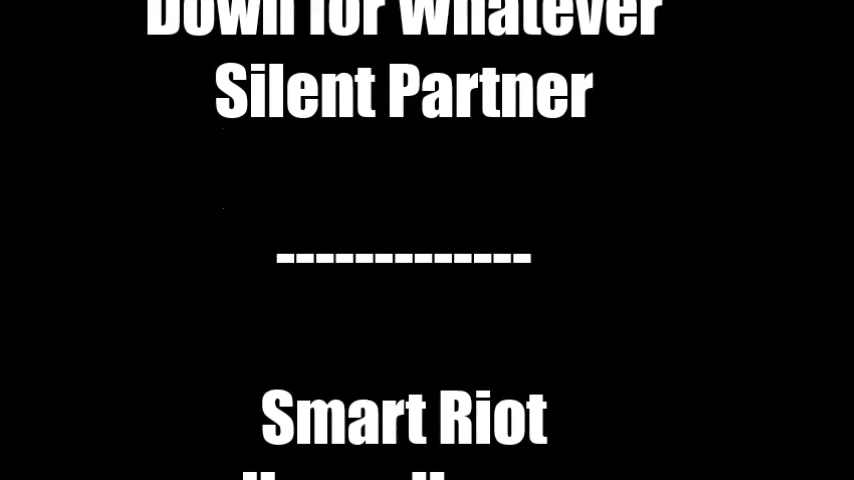 Down for Whatever
Silent Partner
-------------
Smart Riot